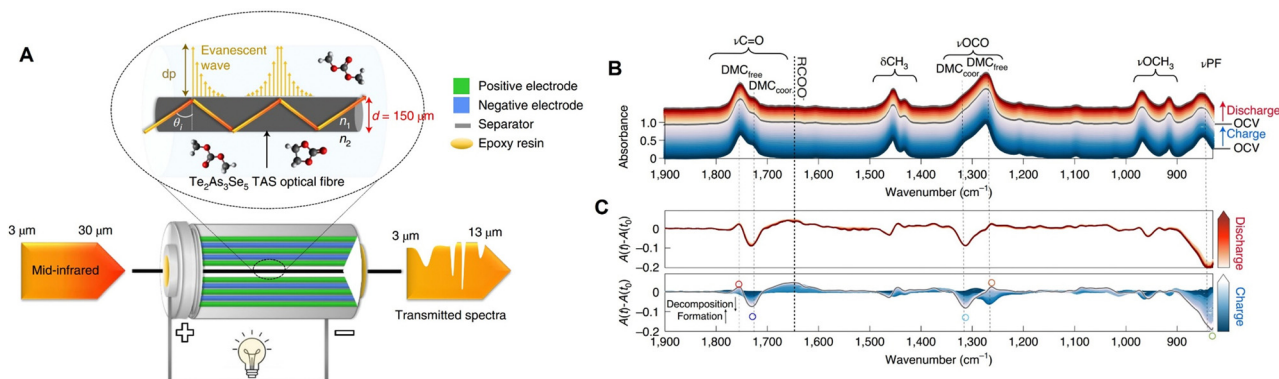 A
Evanescent
wave
dp
θi
n1
n2
d = 150 μm
Te2As3Se5 TAS optical fibre
Positive electrode
Negative electrode
Separator
Epoxy resin
3 μm
30 μm
Mid-infrared
3 μm
13 μm
Transmitted spectra
+
−
B
νC=O
DMCfree
DMCcoor.
RCOO-
δCH3
νOCO
DMCcoor.
DMCfree
νOCH3
νPF
Absorbance
1.0
0.5
0
Discharge
OCV
Charge
OCV
1,900 1,800 1,700 1,600 1,500 1,400 1,300 1,200 1,100 1,000 900
Wavenumber (cm−1)
C
A(t)-A(t0)
0
−0.1
−0.2
Discharge
A(t)-A(t0)
0
−0.1
−0.2
Decomposition
Formation
Charge
1,900 1,800 1,700 1,600 1,500 1,400 1,300 1,200 1,100 1,000 900
Wavenumber (cm−1)